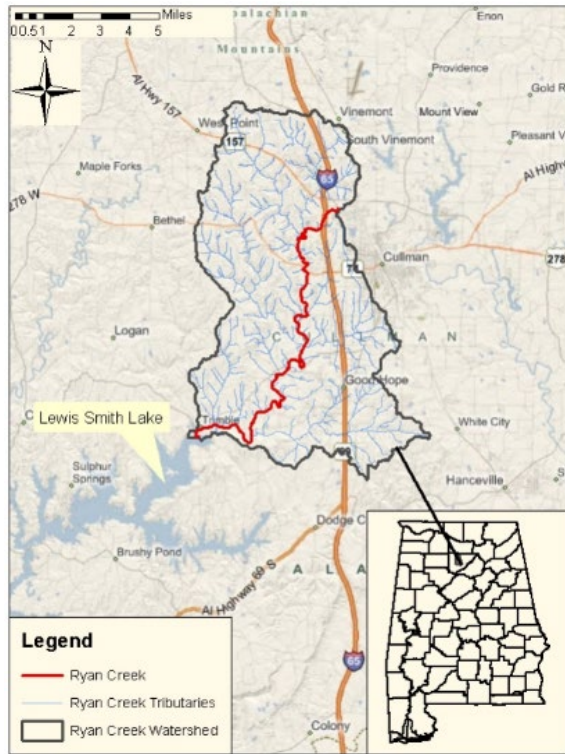 Miles
0 0.5 1 2 3 4 5
N
Mountains
Enon
Providence
Al Hwy 157
Gold R
West Point
Vinemont
Mount View
157
South Vinemont
Pleasant V
Maple Forks
65
Al Highw
278 W
Bethel
Cullman
278
Logan
Good Hope
Lewis Smith Lake
Trimble
White City
69
Sulphur
Springs
Hanceville
Dodge C
Brushy Pond
A L A
Al Highway 69 S
Legend
Ryan Creek
65
Ryan Creek Tributaries
Ryan Creek Watershed
Colony